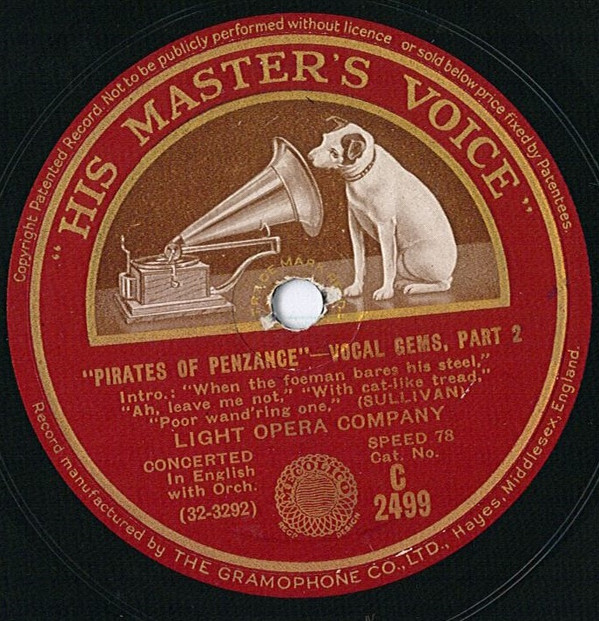 Copyright Patented Record. Not to be publicly performed without licence or sold below price fixed by Patentees.
"HIS MASTER'S VOICE"
"PIRATES OF PENZANCE"—VOCAL GEMS, PART 2
Intro.: "When the foeman bares his steel,"
"Ah, leave me not," "With cat-like tread,"
"Poor wand'ring one," (SULLIVAN)
LIGHT OPERA COMPANY
CONCERTED
In English
with Orch.
(32-3292)
SPEED 78
Cat. No.
C
2499
MECOLICO
REGD
DESIGN
Record manufactured by THE GRAMOPHONE CO., LTD., Hayes, Middlesex, England.